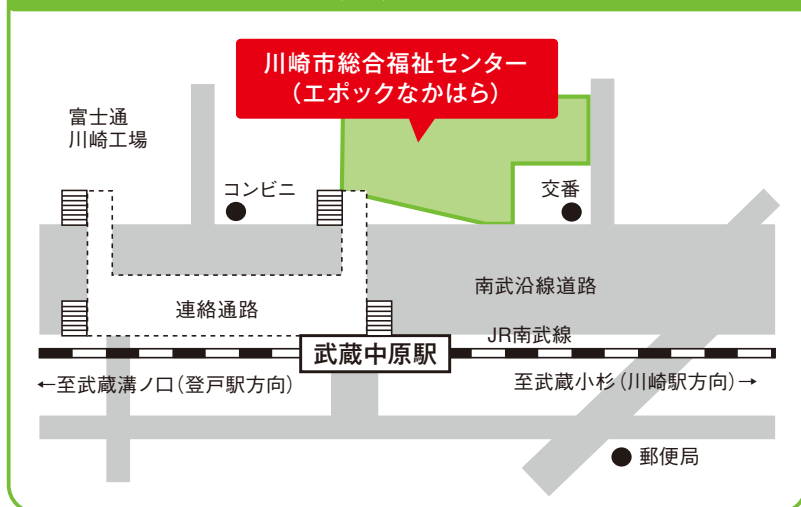 川崎市総合福祉センター
（エポックなかはら）
富士通
川崎工場
コンビニ
交番
南武沿線道路
連絡通路
JR南武線
武蔵中原駅
←至武蔵溝ノ口（登戸駅方向）
至武蔵小杉（川崎駅方向）→
郵便局